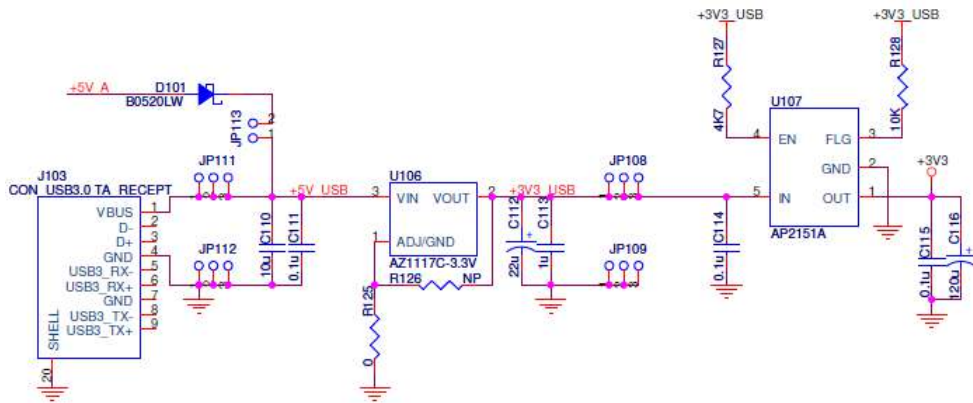 +3V3_USB
+3V3_USB
R127
4K7
R128
10K
+5V_A
D101
B0520LW
JP113
2
1
U107
4
EN
FLG
3
GND
2
+3V3
5
IN
OUT
1
AP2151A
J103
CON_USB3.0 TA_RECEPT
JP111
+5V_USB
U106
3
VIN
VOUT
2
+3V3_USB
JP108
1
ADJ/GND
AZ1117C-3.3V
R126
NP
R125
0
VBUS
1
D-
2
D+
3
GND
4
USB3_RX-
5
USB3_RX+
6
GND
7
USB3_TX-
8
USB3_TX+
9
SHELL
20
JP112
C110
10u
C111
0.1u
C112
22u
+
C113
1u
JP109
C114
0.1u
C115
0.1u
C116
120u
+